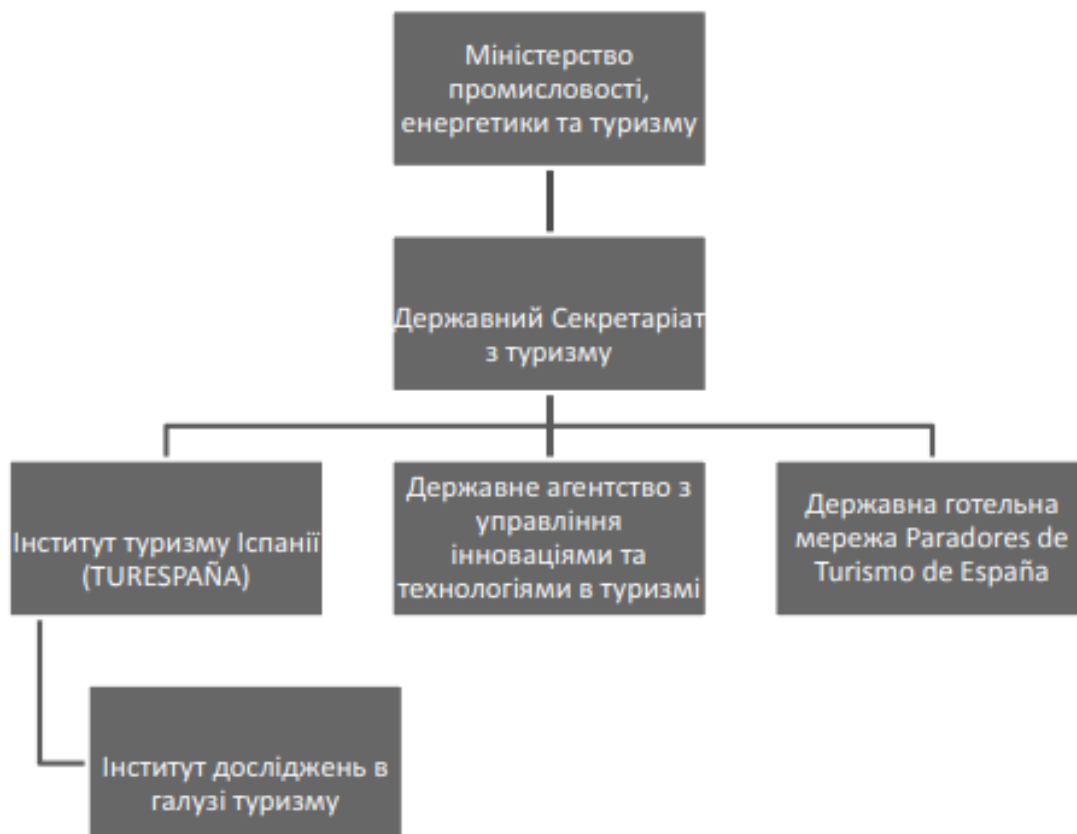 Міністерство
промисловості,
енергетики та туризму
Державний Секретаріат
з туризму
Інститут туризму Іспанії
(TURESPAÑA)
Державне агентство з
управління
інноваціями та
технологіями в туризмі
Державна готельна
мережа Paradores de
Turismo de España
Інститут досліджень в
галузі туризму